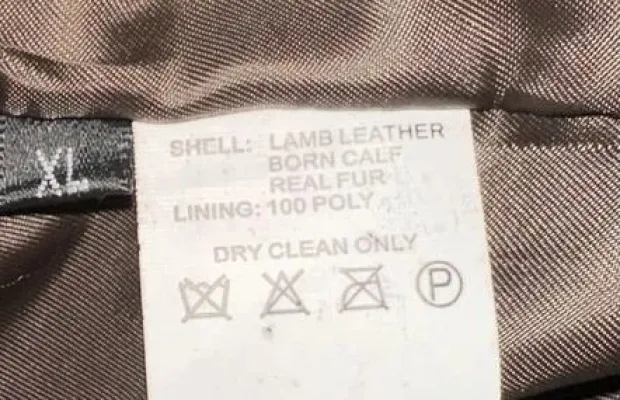 XL
SHELL: LAMB LEATHER
BORN CALF
REAL FUR
LINING: 100 POLY
DRY CLEAN ONLY
P